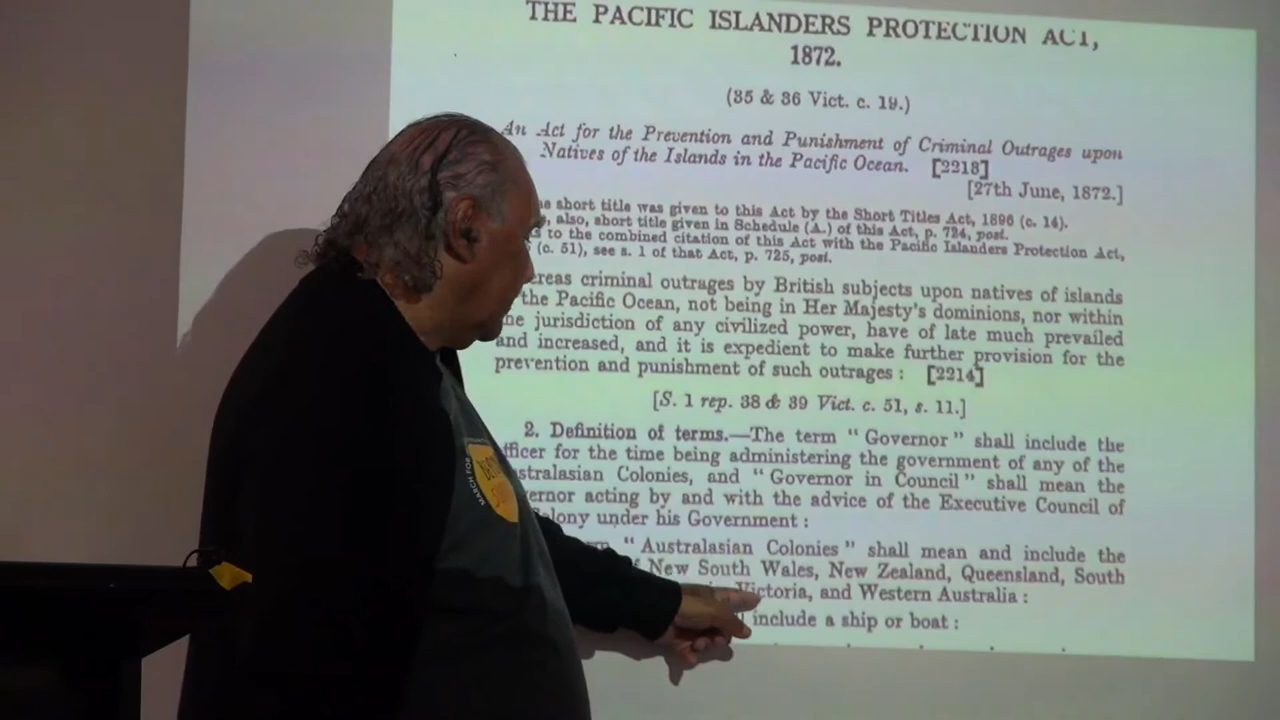 THE PACIFIC ISLANDERS PROTECTION ACT,
1872.
(35 & 36 Vict. c. 19.)
An Act for the Prevention and Punishment of Criminal Outrages upon
Natives of the Islands in the Pacific Ocean. [2213]
[27th June, 1872.]
short title was given to this Act by the Short Titles Act, 1896 (c. 14).
also, short title given in Schedule (A.) of this Act, p. 724, post.
to the combined citation of this Act with the Pacific Islanders Protection Act,
(c. 51), see s. 1 of that Act, p. 725, post.
criminal outrages by British subjects upon natives of islands
the Pacific Ocean, not being in Her Majesty's dominions, nor within
jurisdiction of any civilized power, have of late much prevailed
and increased, and it is expedient to make further provision for the
prevention and punishment of such outrages : [2214]
[S. 1 rep. 38 & 39 Vict. c. 51, s. 11.]
2. Definition of terms.—The term "Governor" shall include the
for the time being administering the government of any of the
Colonies, and "Governor in Council" shall mean the
acting by and with the advice of the Executive Council of
under his Government :
"Australasian Colonies" shall mean and include the
New South Wales, New Zealand, Queensland, South
Victoria, and Western Australia :
include a ship or boat :
MARCH FOR